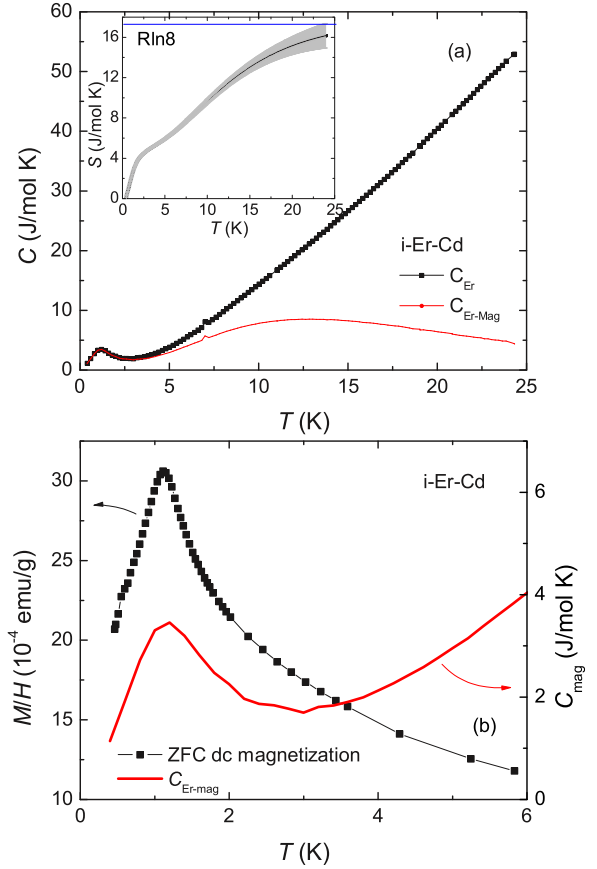 60
50
40
30
20
10
0
C (J/mol K)
0 5 10 15 20 25
T (K)
(a)
i-Er-Cd
C_Er
C_Er-Mag
Rln8
16
12
8
4
0
S (J/mol K)
0 5 10 15 20 25
T (K)
30
25
20
15
10
M/H (10^-4 emu/g)
0 2 4 6
T (K)
i-Er-Cd
6
4
2
0
C_mag (J/mol K)
(b)
ZFC dc magnetization
C_Er-mag